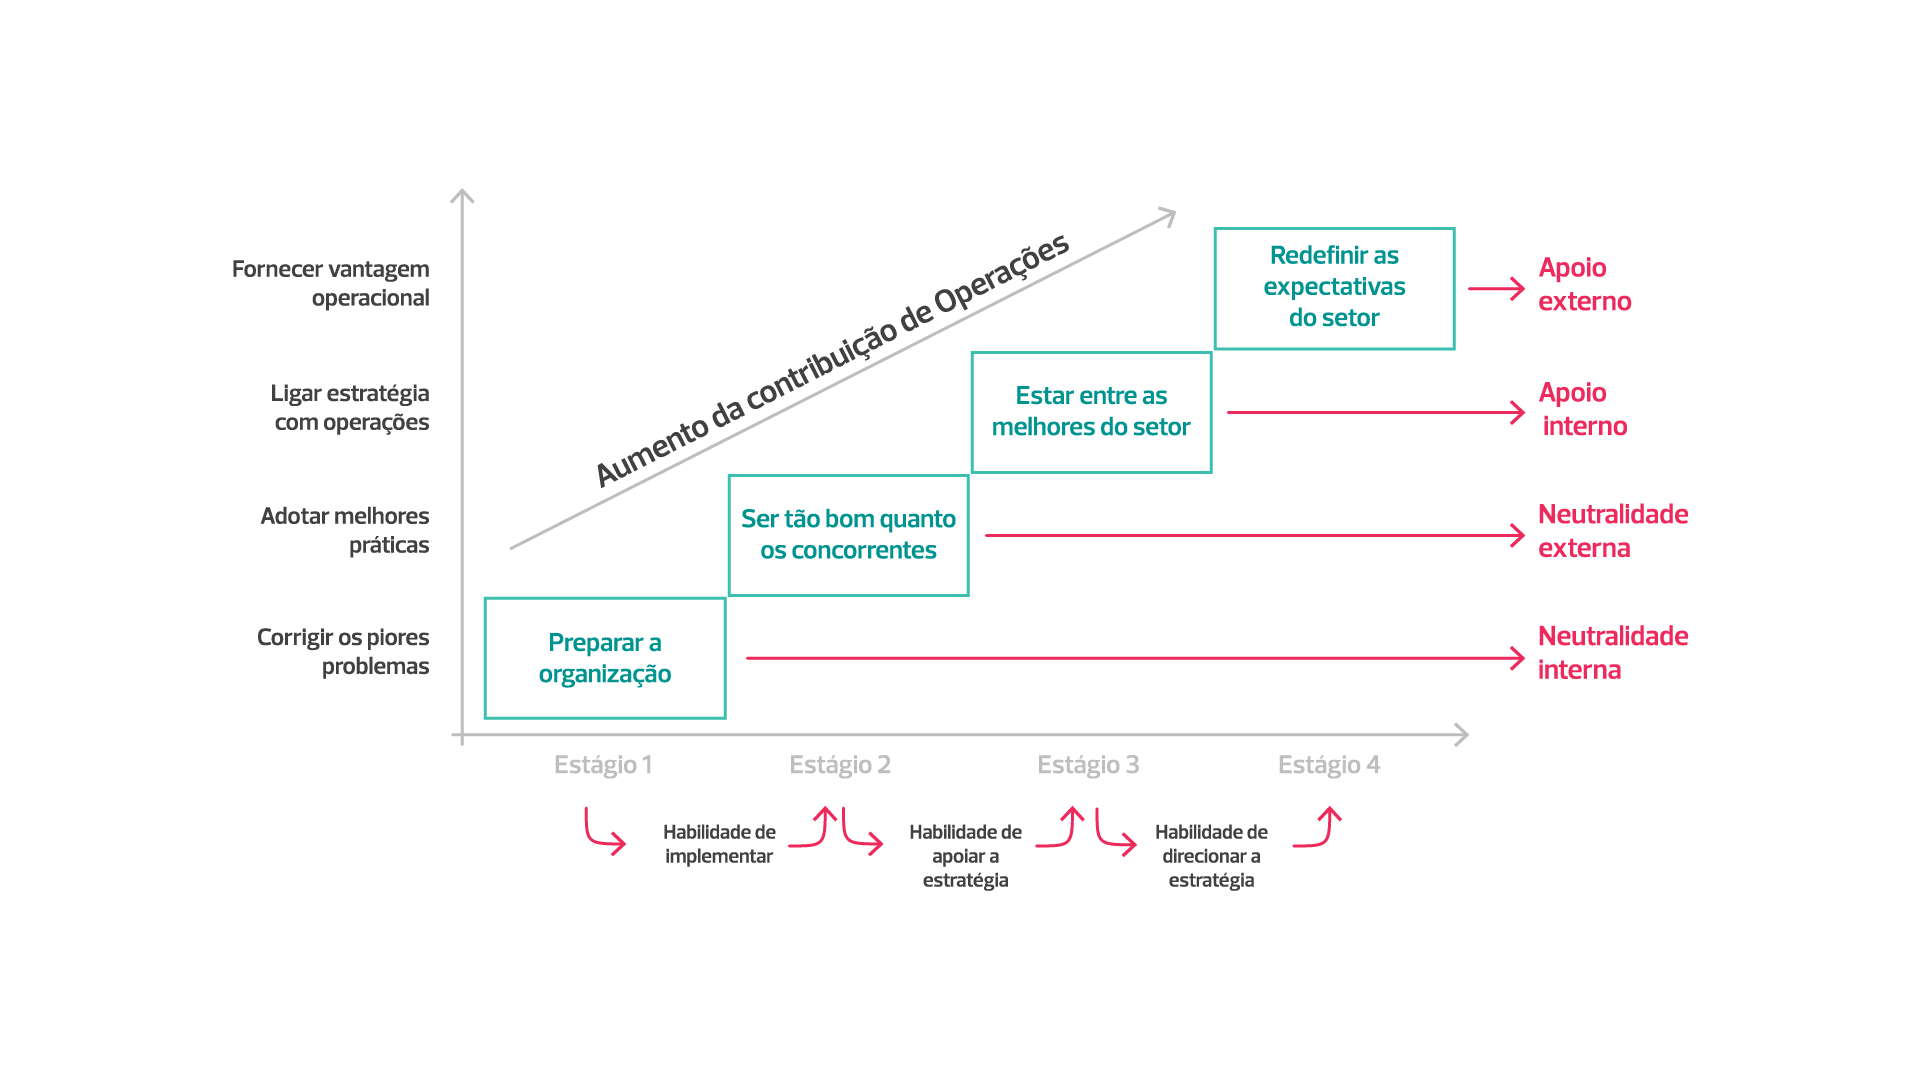 Aumento da contribuição de Operações
Fornecer vantagem
operacional
Ligar estratégia
com operações
Adotar melhores
práticas
Corrigir os piores
problemas
Redefinir as
expectativas
do setor
Estar entre as
melhores do setor
Ser tão bom quanto
os concorrentes
Preparar a
organização
Apoio
externo
Apoio
interno
Neutralidade
externa
Neutralidade
interna
Estágio 1
Estágio 2
Estágio 3
Estágio 4
Habilidade de
implementar
Habilidade de
apoiar a
estratégia
Habilidade de
direcionar a
estratégia